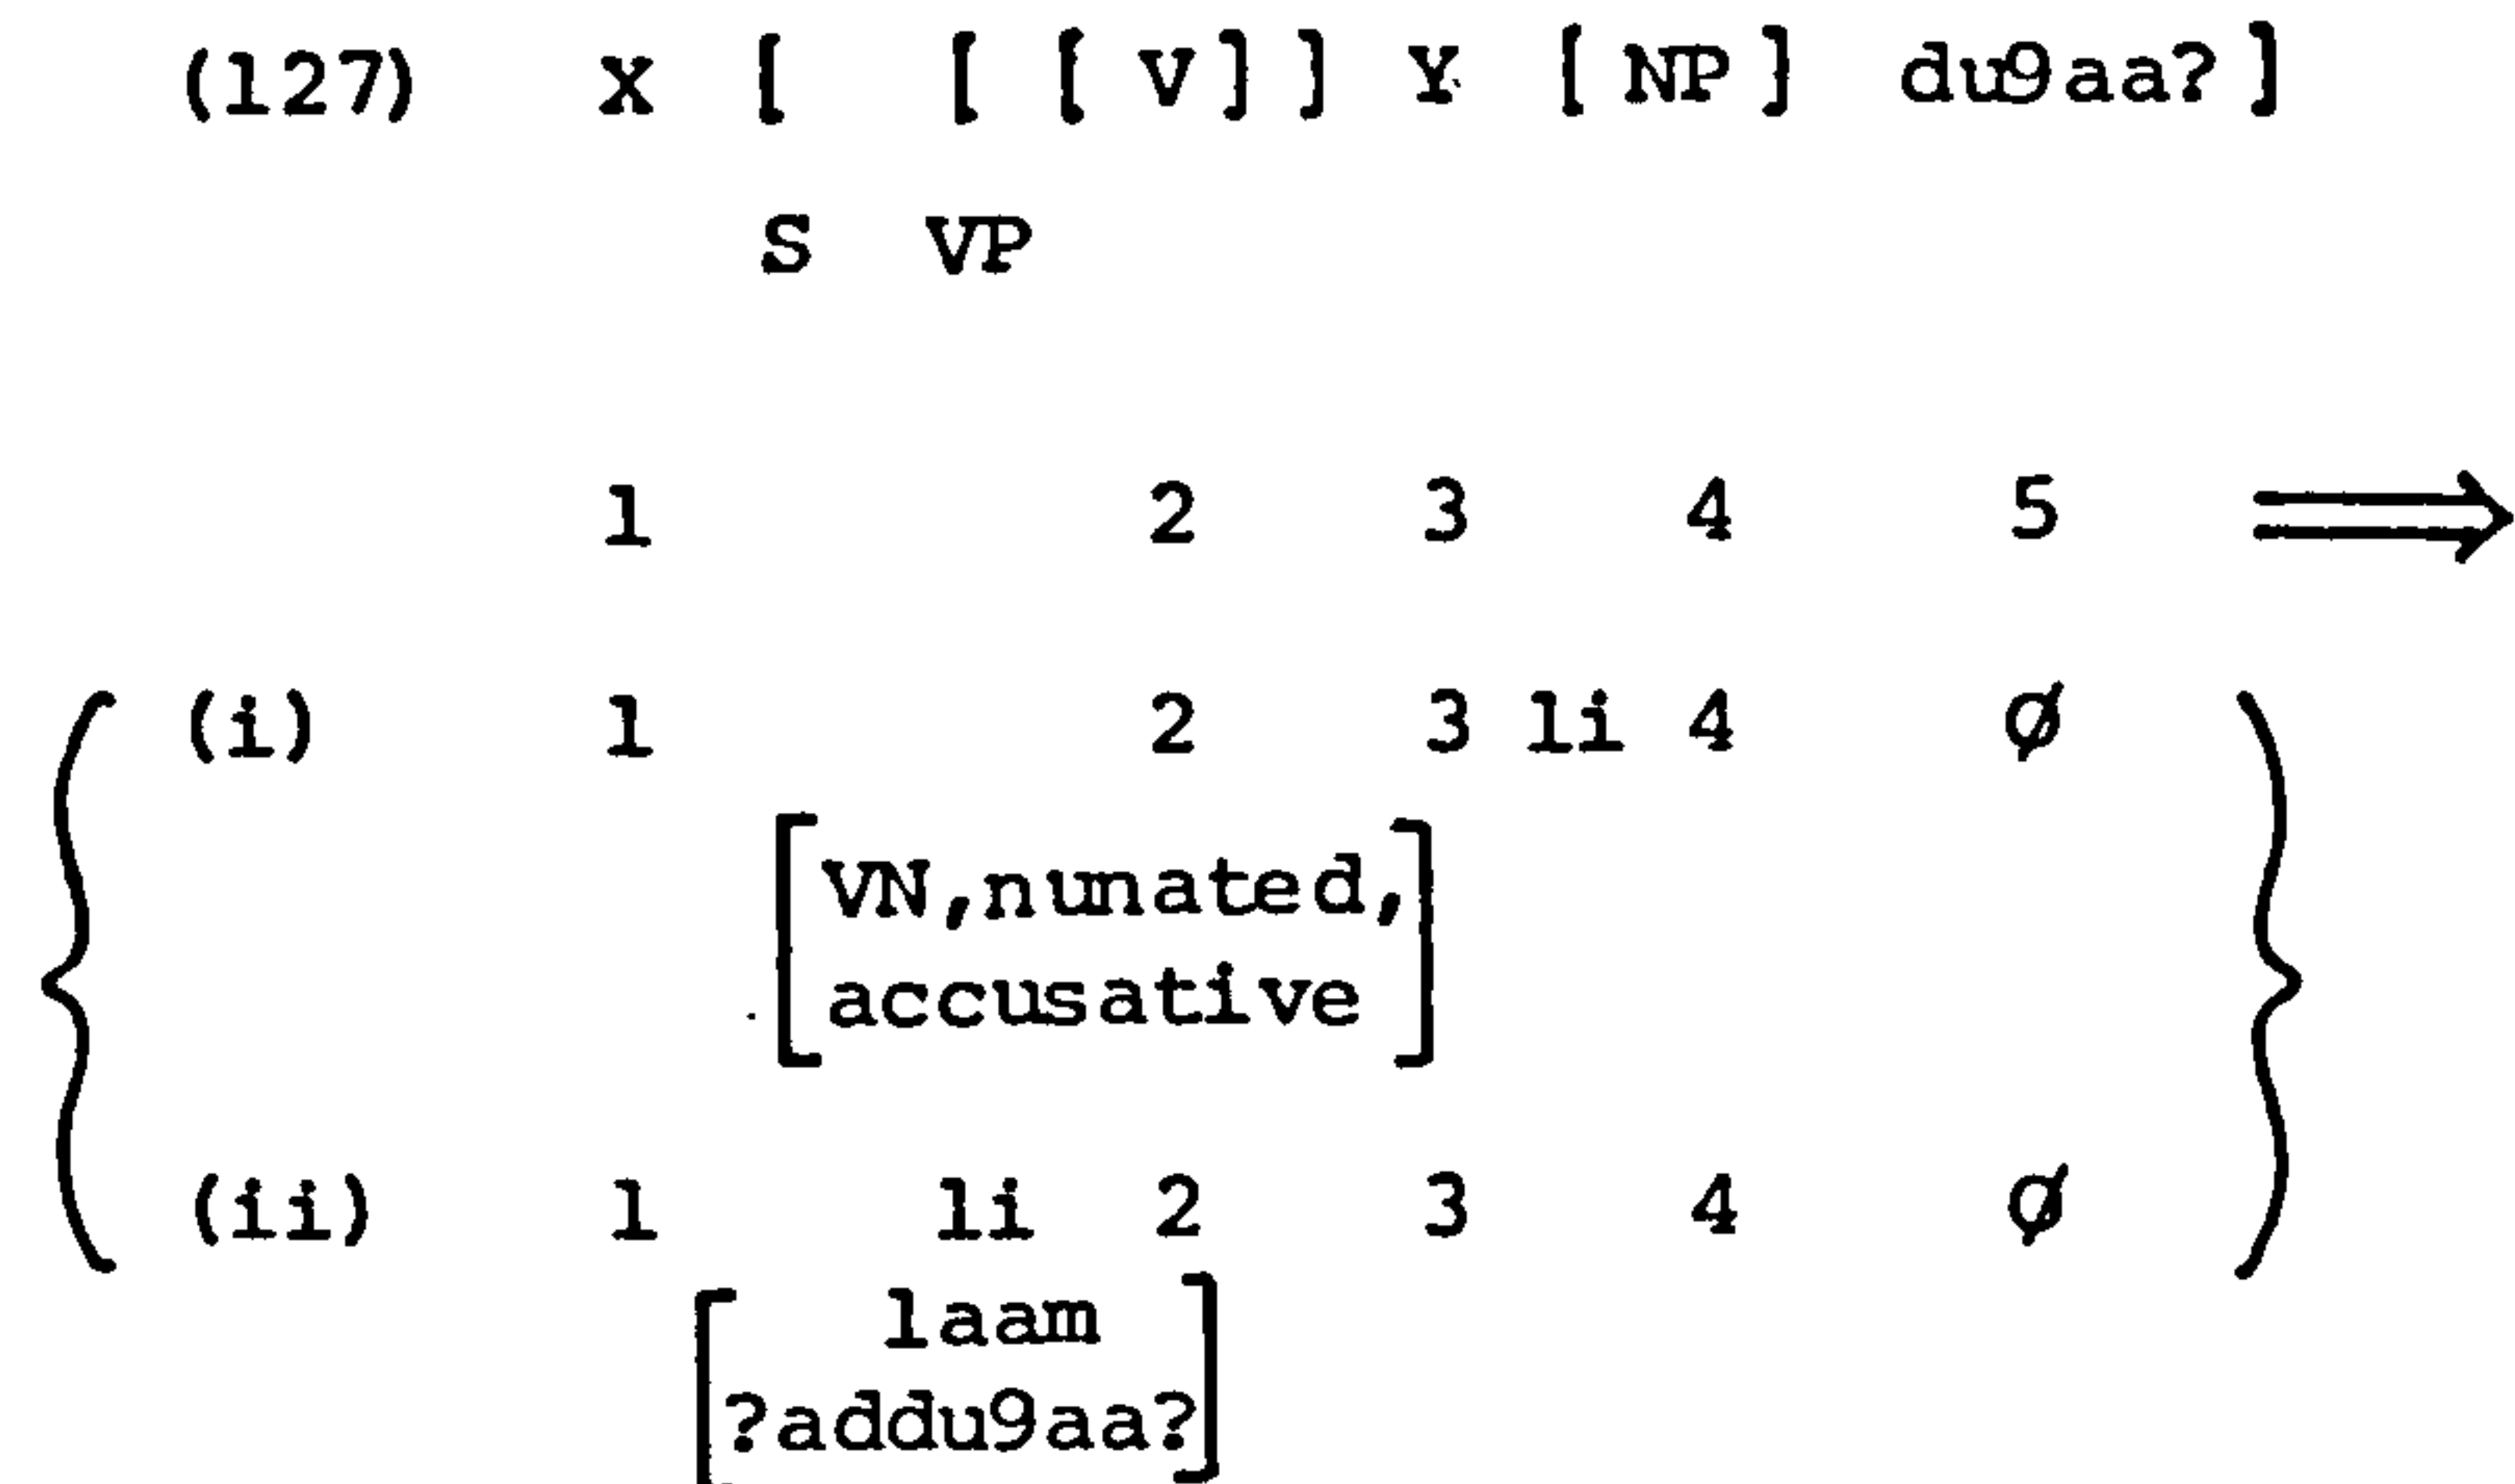 (127) X [ [ [ V ] ] Y [ NP ] du9aa? ]
S VP
1 2 3 4 5 ⟹
(i) 1 2 3 li 4 Ø
[ VN,nunated,
accusative ]
(ii) 1 li 2 3 4 Ø
[ laam
?addu9aa? ]